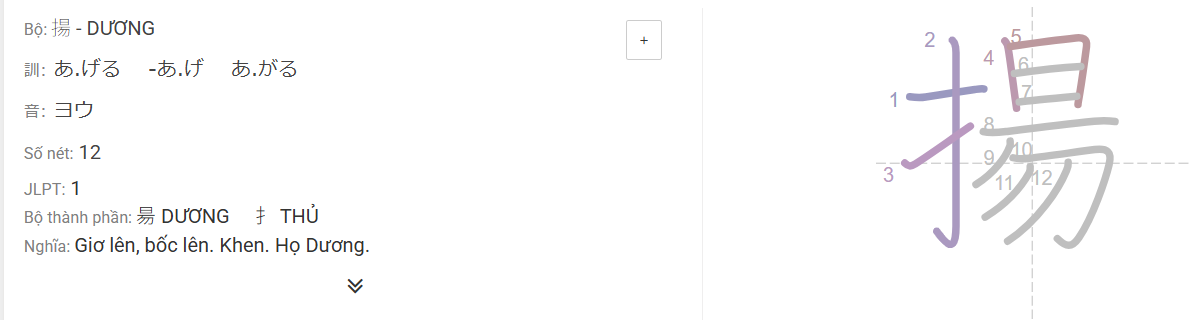 Bộ: 揚 - DƯƠNG
+
訓: あ.げる -あ.げ あ.がる
音: ヨウ
Số nét: 12
JLPT: 1
Bộ thành phần: 昜 DƯƠNG 扌 THỦ
Nghĩa: Giơ lên, bốc lên. Khen. Họ Dương.
揚
1
2
3
4
5
6
7
8
9
10
11
12